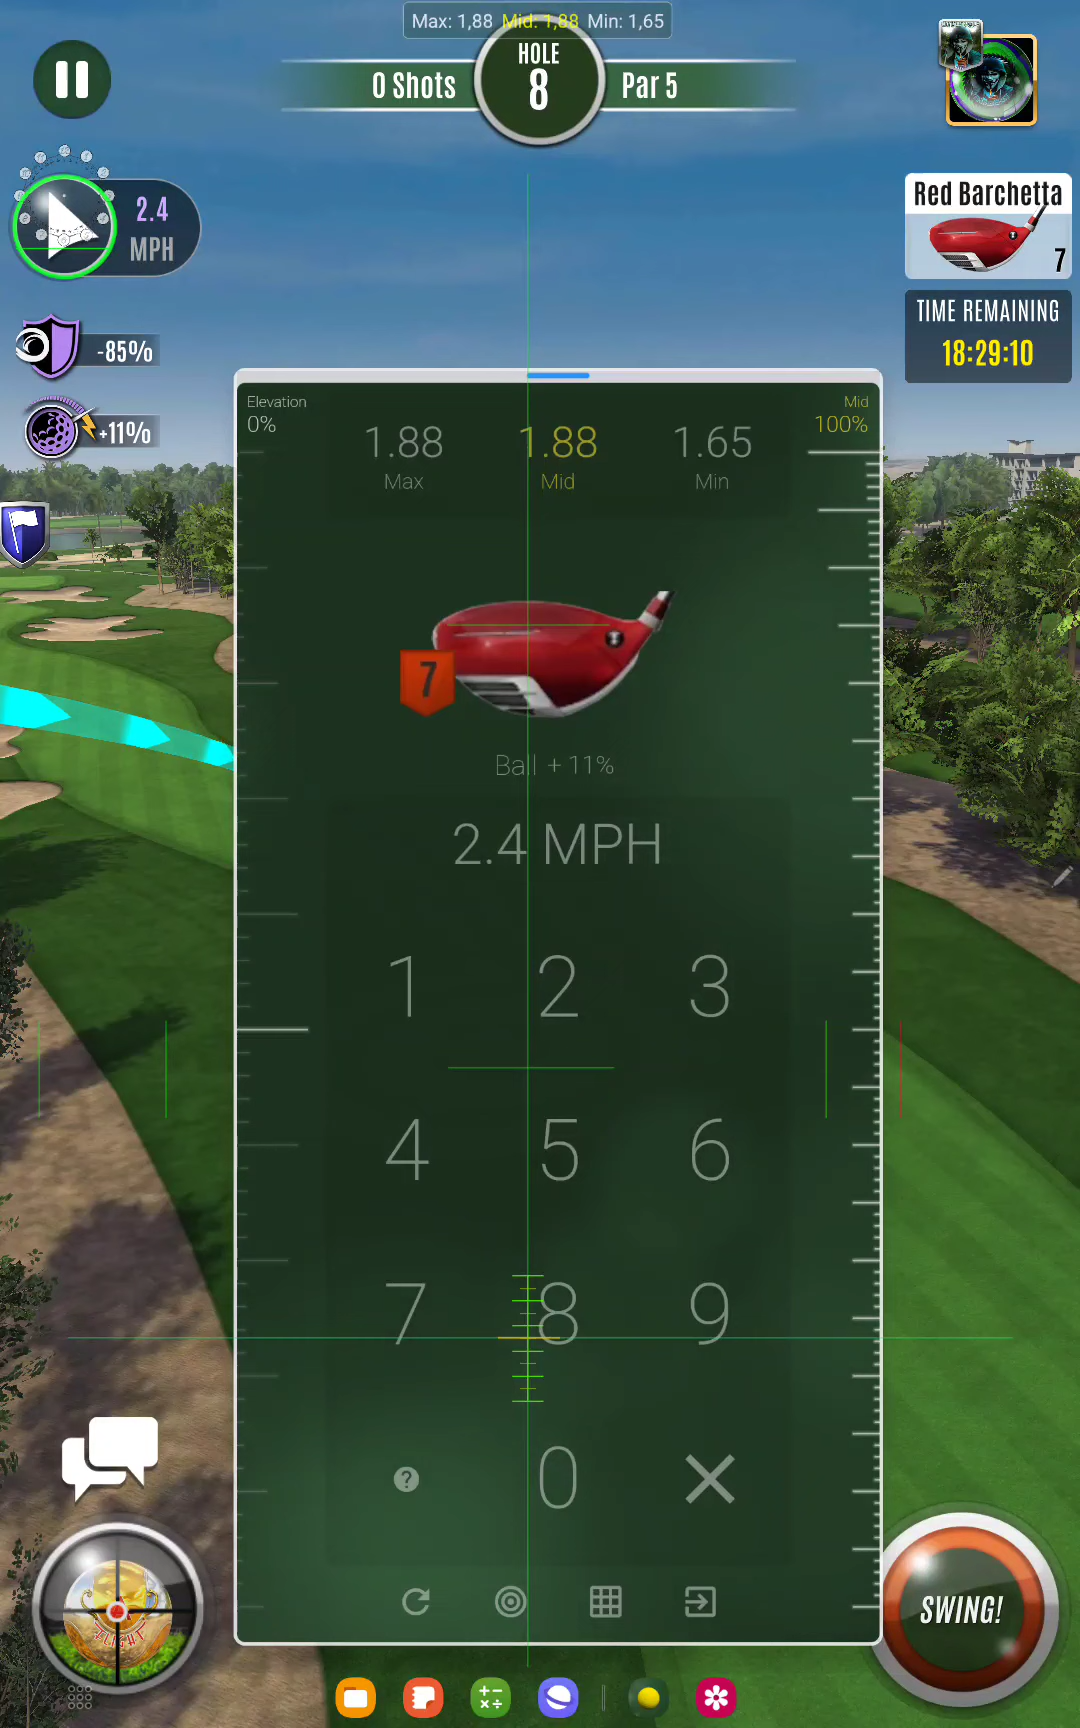 Max: 1,88 Mid: 1,88 Min: 1,65
HOLE
0 Shots 8 Par 5
2.4
MPH
Red Barchetta
7
TIME REMAINING
18:29:10
-85%
+11%
Elevation
0%
Mid
100%
1.88 1.88 1.65
Max Mid Min
7
Ball + 11%
2.4 MPH
1 2 3
4 5 6
7 8 9
? 0
SWING!